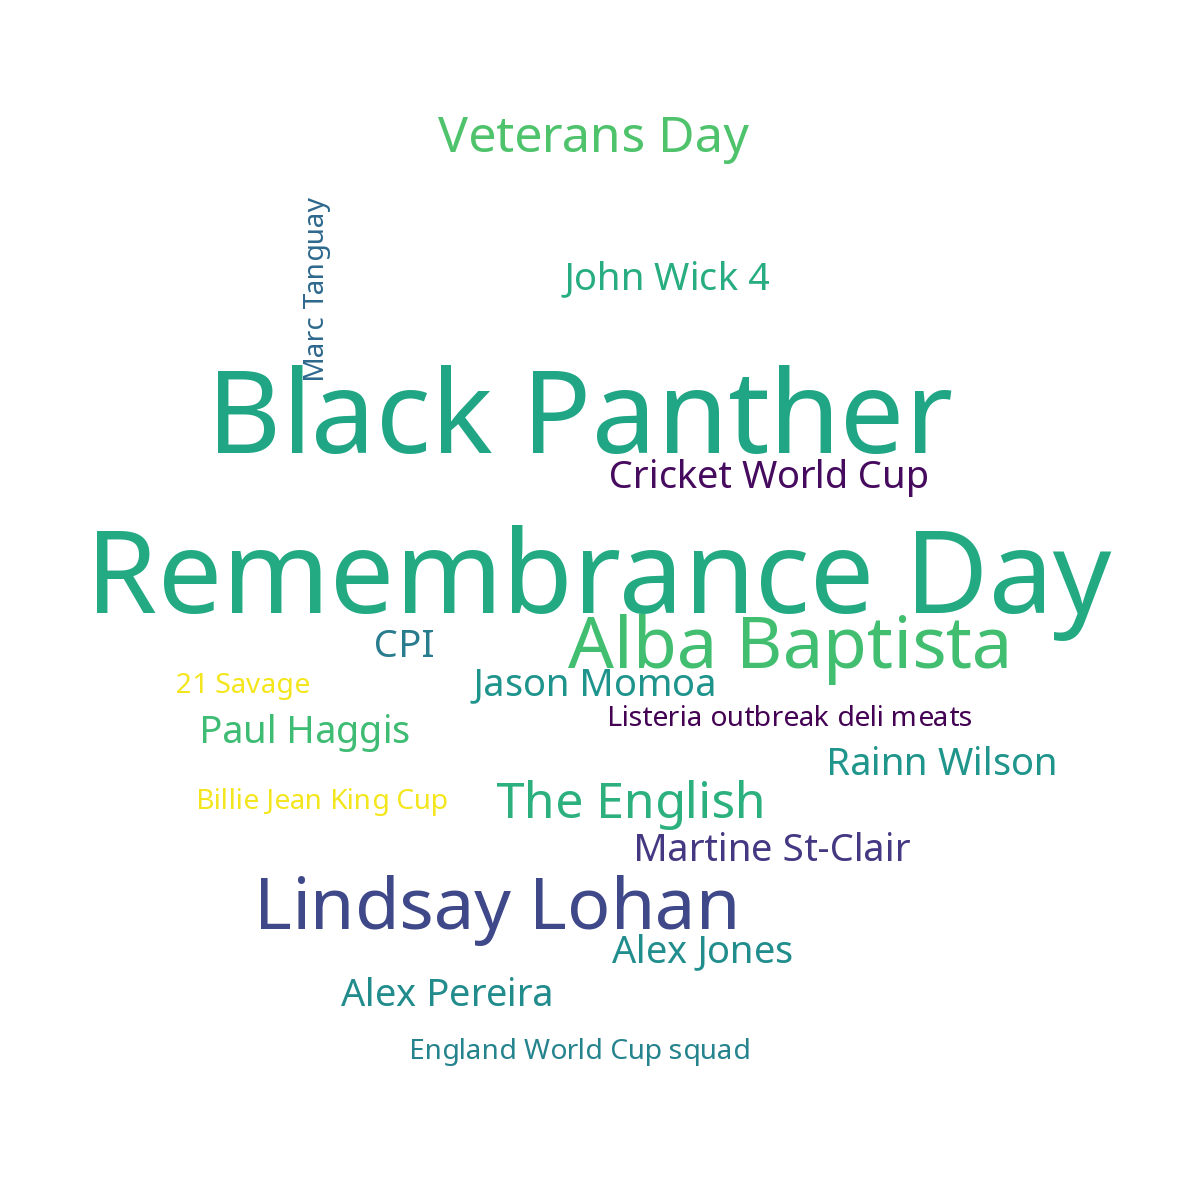 Veterans Day
Marc Tanguay
John Wick 4
Black Panther
Cricket World Cup
Remembrance Day
Alba Baptista
CPI
Jason Momoa
21 Savage
Listeria outbreak deli meats
Paul Haggis
Rainn Wilson
Billie Jean King Cup
The English
Martine St-Clair
Lindsay Lohan
Alex Jones
Alex Pereira
England World Cup squad